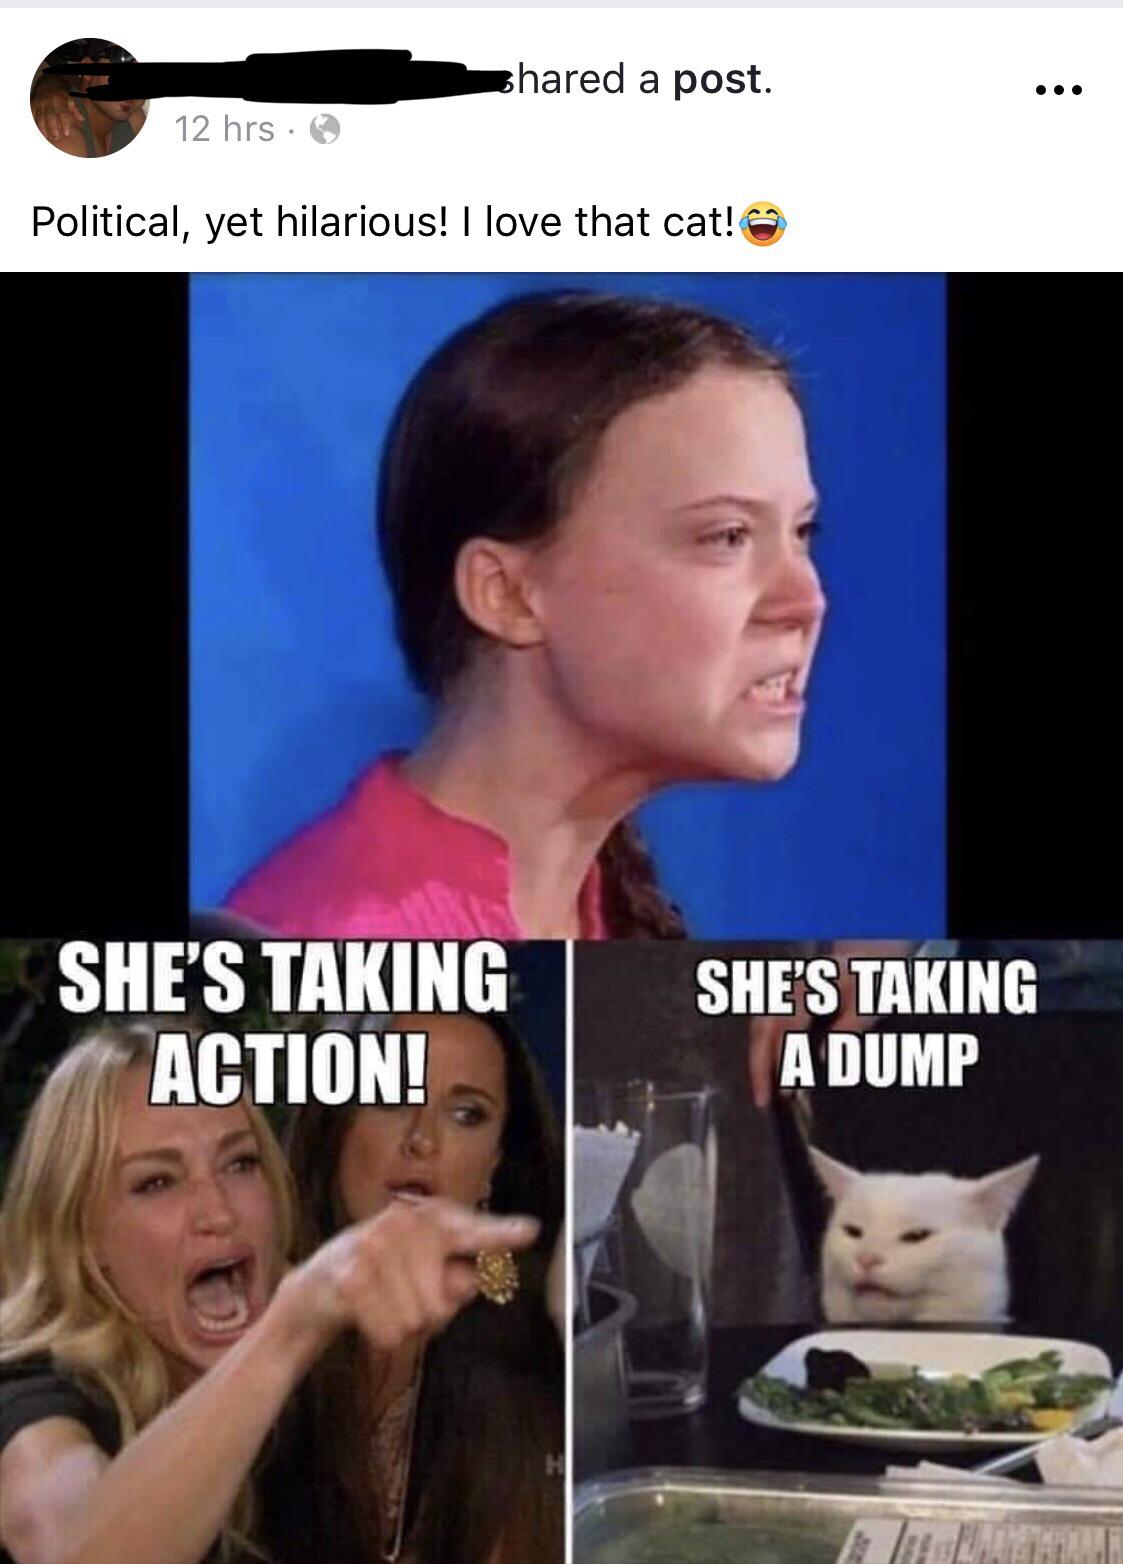 shared a post.
12 hrs ·
Political, yet hilarious! I love that cat!😂
SHE'S TAKING
ACTION!
SHE'S TAKING
A DUMP
H